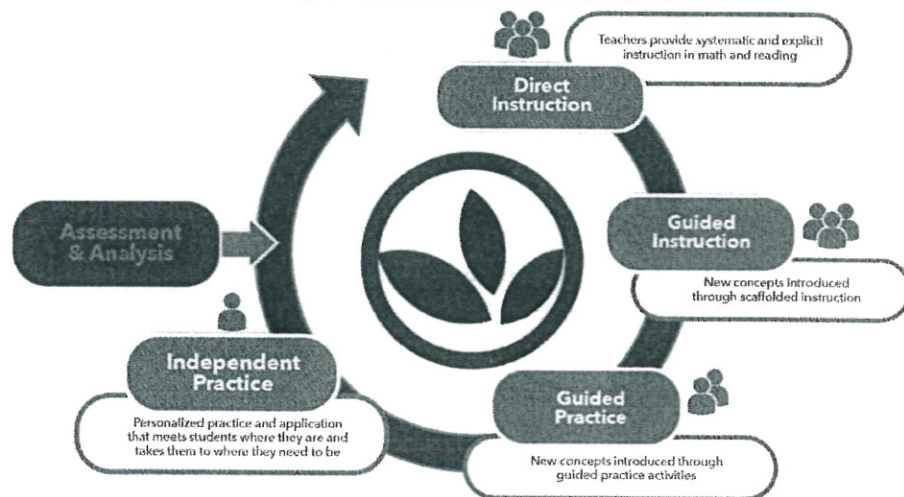 Teachers provide systematic and explicit
instruction in math and reading
Direct
Instruction
Guided
Instruction
New concepts introduced
through scaffolded instruction
Guided
Practice
New concepts introduced through
guided practice activities
Independent
Practice
Personalized practice and application
that meets students where they are and
takes them to where they need to be
Assessment
& Analysis